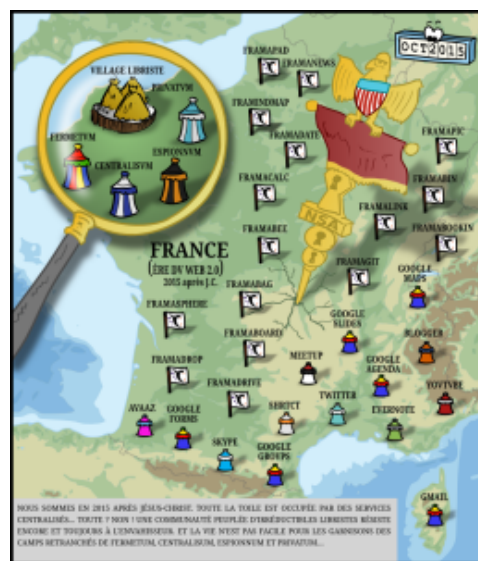 OCT2015
FRAMAPAD
FRAMANEWS
VILLAGE LIBRISTE
PRIVATVM
FRAMINDMAP
FERMETVM
ESPIONNVM
FRAMADATE
FRAMAPIC
CENTRALISVM
FRAMACALC
FRAMABIN
FRAMALINK
NSA
FRAMABEE
FRAMABOOKIN
FRANCE
(ÈRE DV WEB 2.0)
2015 après J.C.
FRAMAGIT
GOOGLE
MAPS
FRAMABAG
FRAMASPHERE
GOOGLE
SLIDES
FRAMABOARD
BLOGGER
MEETUP
FRAMADROP
GOOGLE
AGENDA
FRAMADRIVE
YOVTVBE
AVAAZ
GOOGLE
FORMS
TWITTER
EVERNOTE
SKYPE
GOOGLE
GROUPS
GMAIL
NOUS SOMMES EN 2015 APRÈS JÉSUS-CHRIST. TOUTE LA TOILE EST OCCUPÉE PAR DES SERVICES
CENTRALISÉS... TOUTE ? NON ! UNE COMMUNAUTÉ PEUPLÉE D'IRRÉDUCTIBLES LIBRISTES RÉSISTE
ENCORE ET TOUJOURS À L'ENVAHISSEUR. ET LA VIE N'EST PAS FACILE POUR LES GARNISONS DES
CAMPS RETRANCHÉS DE FERMETUM, CENTRALISUM, ESPIONNUM ET PRIVATUM...